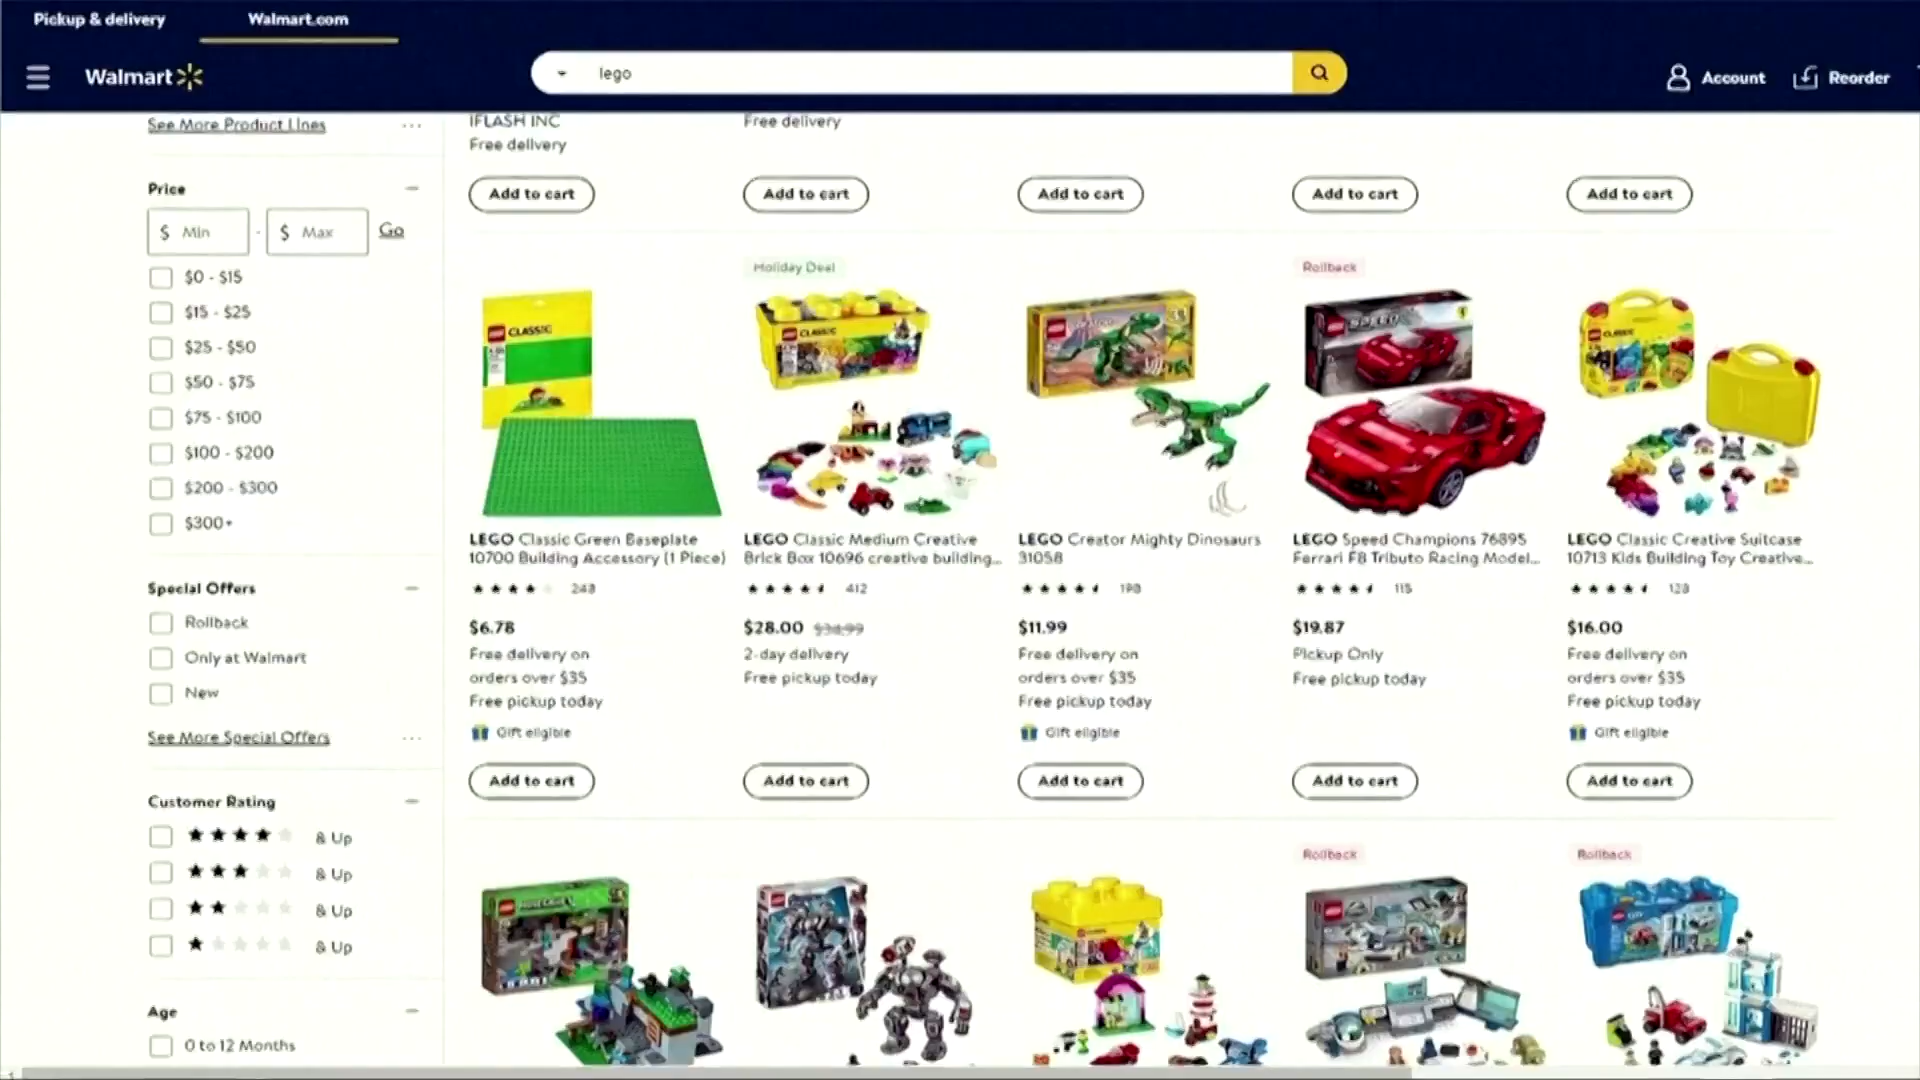 Pickup & delivery
Walmart.com
Walmart
lego
Account
Reorder
See More Product Lines
IFLASH INC
Free delivery
Free delivery
Add to cart
Add to cart
Add to cart
Add to cart
Add to cart
Price
$ Min - $ Max Go
$0 - $15
$15 - $25
$25 - $50
$50 - $75
$75 - $100
$100 - $200
$200 - $300
$300+
Special Offers
Rollback
Only at Walmart
New
See More Special Offers
Customer Rating
& Up
& Up
& Up
& Up
Age
0 to 12 Months
CLASSIC
LEGO Classic Green Baseplate
10700 Building Accessory (1 Piece)
$6.78
Free delivery on
orders over $35
Free pickup today
Gift eligible
Add to cart
Holiday Deal
CLASSIC
LEGO Classic Medium Creative
Brick Box 10696 creative building...
412
$28.00 $34.99
2-day delivery
Free pickup today
Add to cart
LEGO Creator Mighty Dinosaurs
31058
$11.99
Free delivery on
orders over $35
Free pickup today
Gift eligible
Add to cart
Rollback
SPEED
LEGO Speed Champions 76895
Ferrari F8 Tributo Racing Model...
115
$19.87
Pickup Only
Free pickup today
Add to cart
CLASSIC
LEGO Classic Creative Suitcase
10713 Kids Building Toy Creative...
$16.00
Free delivery on
orders over $35
Free pickup today
Gift eligible
Add to cart
MINECRAFT
Rollback
Rollback